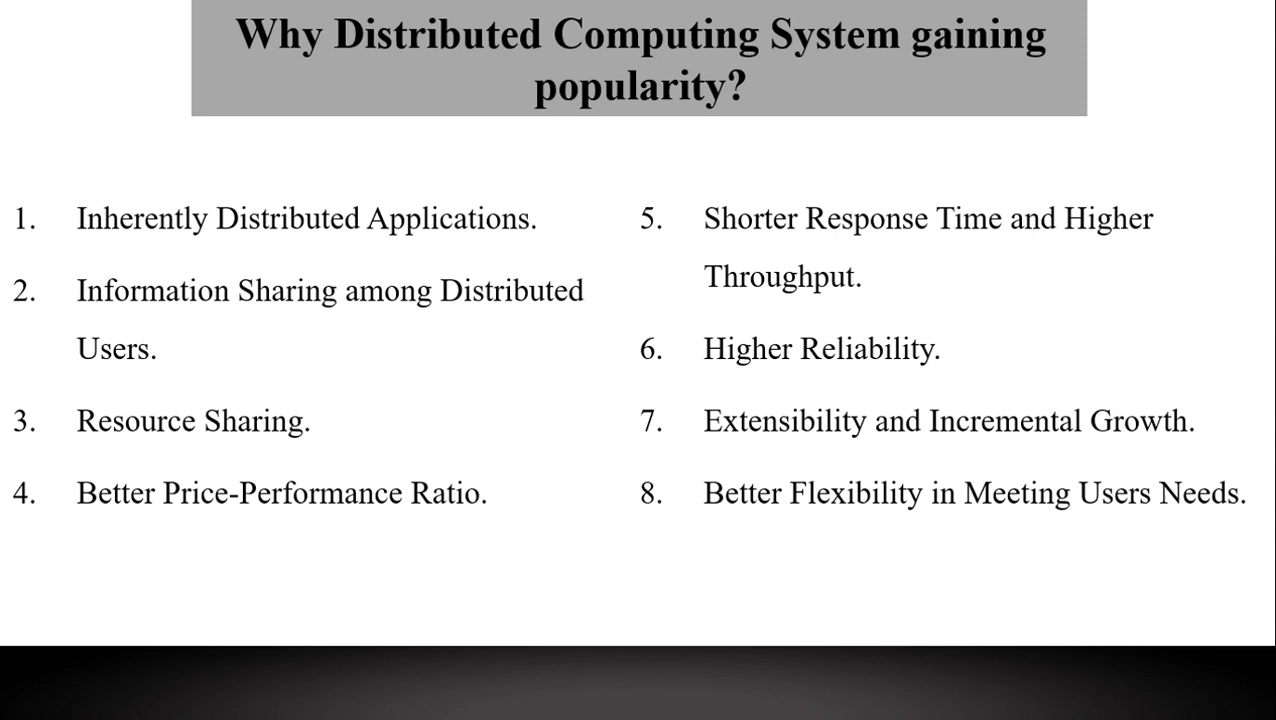 Why Distributed Computing System gaining
popularity?
1. Inherently Distributed Applications.
2. Information Sharing among Distributed
Users.
3. Resource Sharing.
4. Better Price-Performance Ratio.
5. Shorter Response Time and Higher
Throughput.
6. Higher Reliability.
7. Extensibility and Incremental Growth.
8. Better Flexibility in Meeting Users Needs.